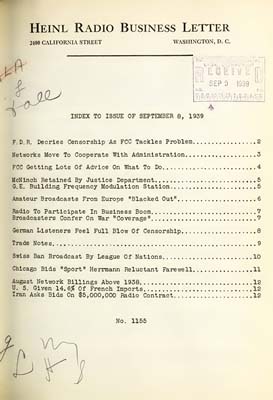 HEINL RADIO BUSINESS LETTER
2400 CALIFORNIA STREET WASHINGTON, D. C.
SEP 9 1939
INDEX TO ISSUE OF SEPTEMBER 8, 1939
F.D.R. Decries Censorship As FCC Tackles Problem....................2
Networks Move To Cooperate With Administration....................3
FCC Getting Lots Of Advice On What To Do....................4
McNinch Retained By Justice Department....................5
G.E. Building Frequency Modulation Station....................5
Amateur Broadcasts From Europe "Blacked Out"....................6
Radio To Participate In Business Boom....................7
Broadcasters Confer On War "Coverage"....................7
German Listeners Feel Full Blow Of Censorship....................8
Trade Notes....................9
Swiss Ban Broadcast By League Of Nations....................10
Chicago Bids "Sport" Herrmann Reluctant Farewell....................11
August Network Billings Above 1938....................12
U. S. Given 14.6% Of French Imports....................12
Iran Asks Bids On $5,000,000 Radio Contract....................12
No. 1155